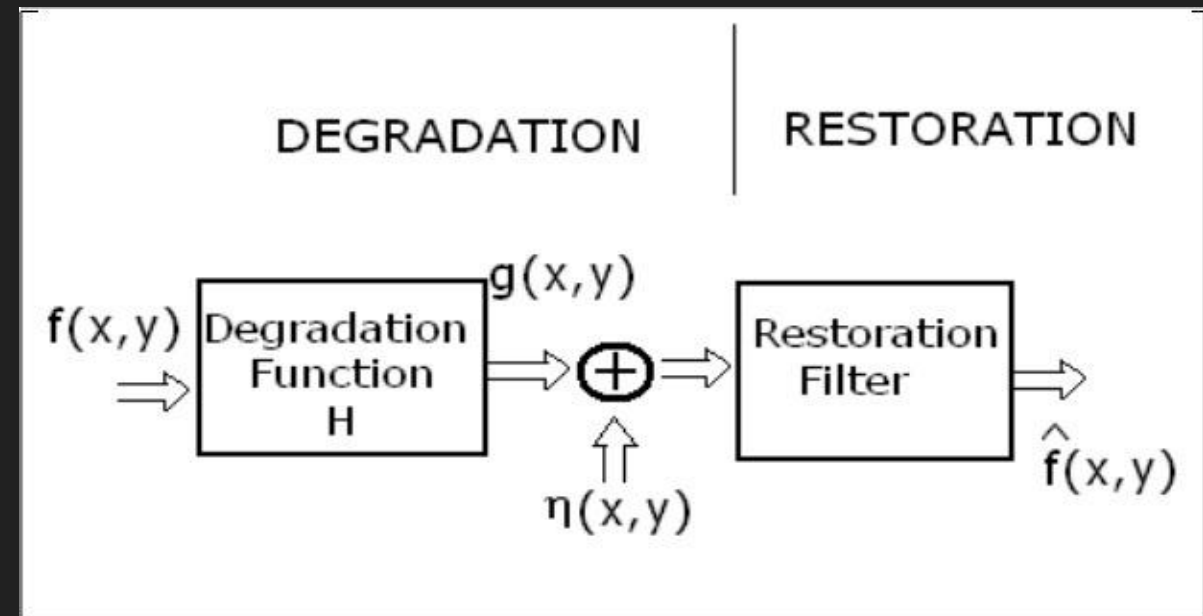 DEGRADATION
RESTORATION
f(x,y)
Degradation
Function
H
g(x,y)
+
η(x,y)
Restoration
Filter
f̂(x,y)